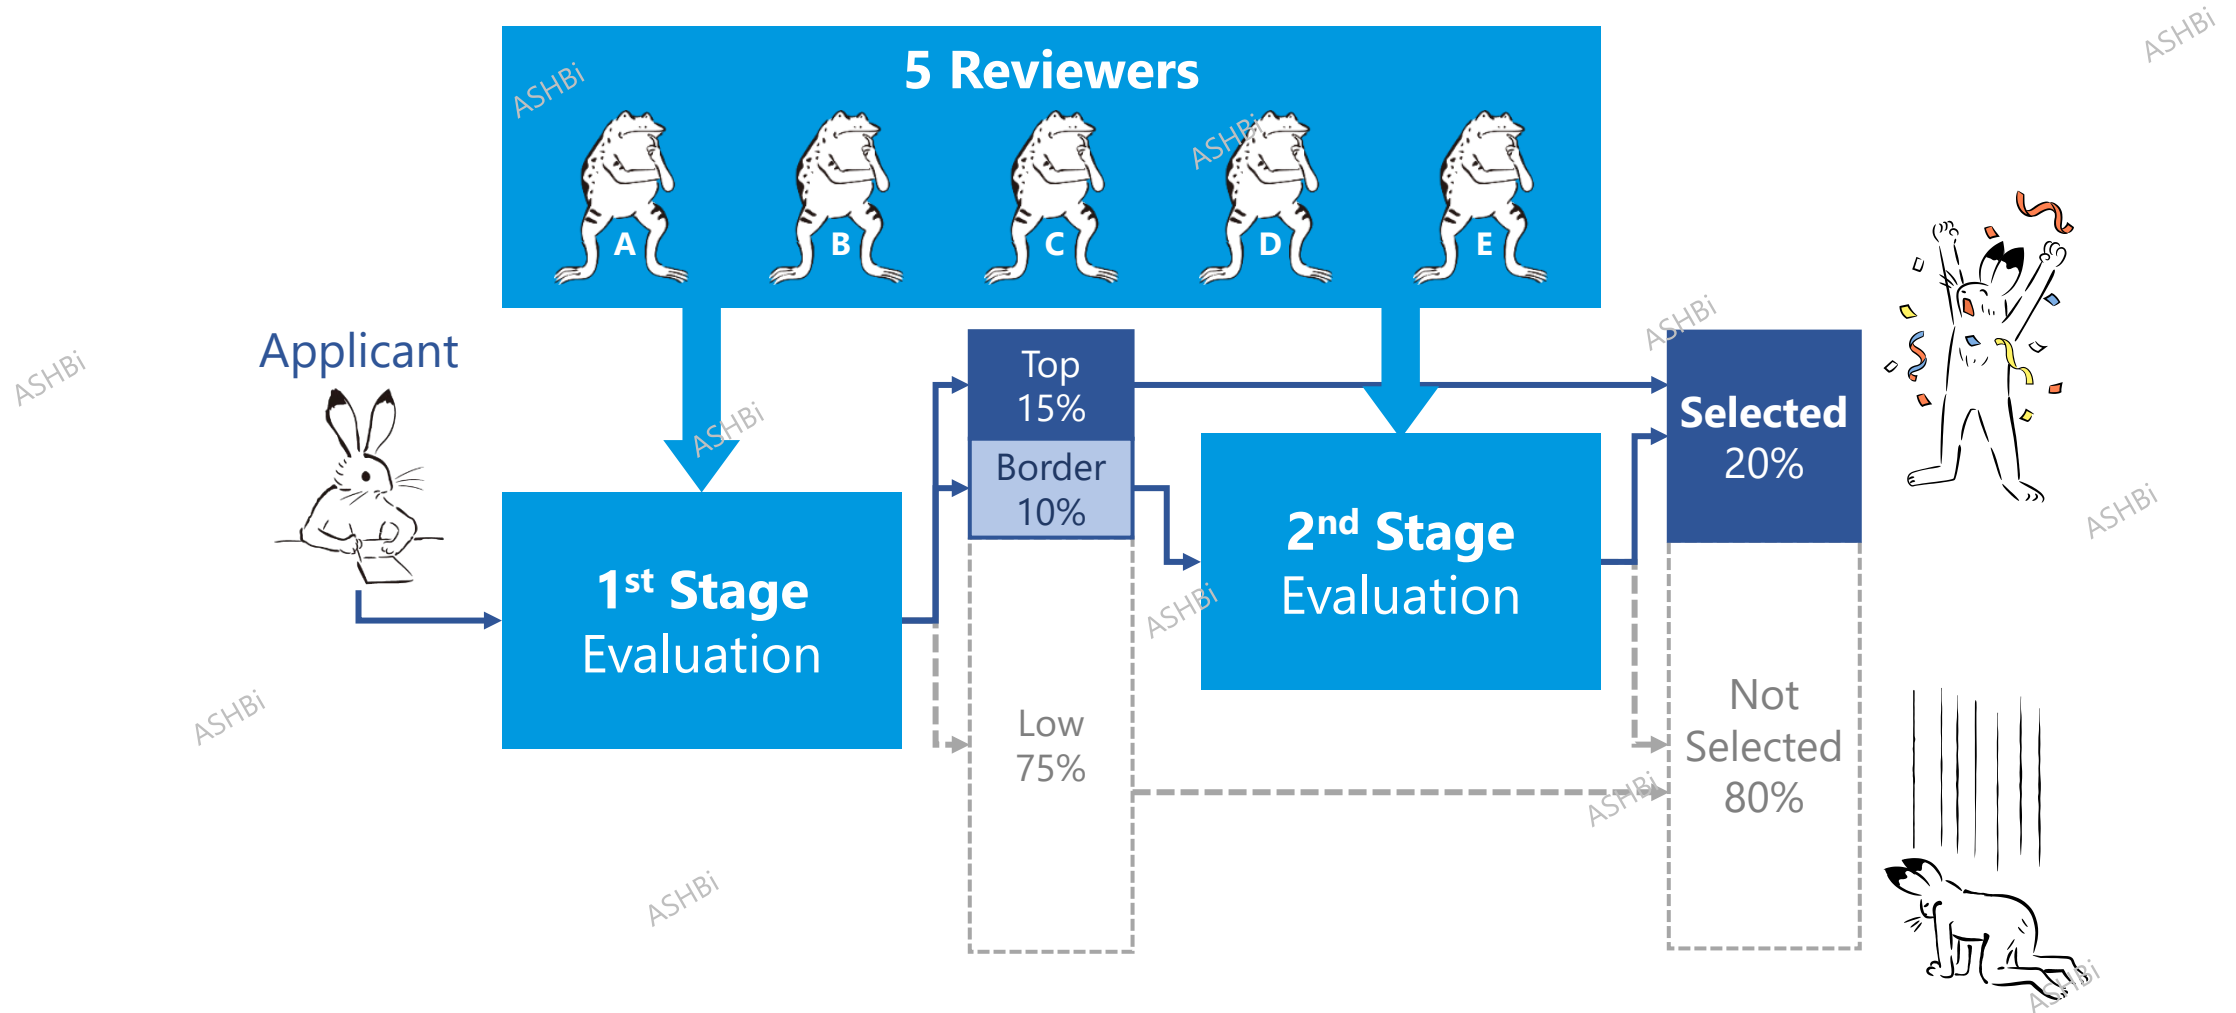 5 Reviewers
A
B
C
D
E
Applicant
1st Stage
Evaluation
Top
15%
Border
10%
Low
75%
2nd Stage
Evaluation
Selected
20%
Not
Selected
80%
ASHBi
ASHBi
ASHBi
ASHBi
ASHBi
ASHBi
ASHBi
ASHBi
ASHBi
ASHBi
ASHBi
ASHBi